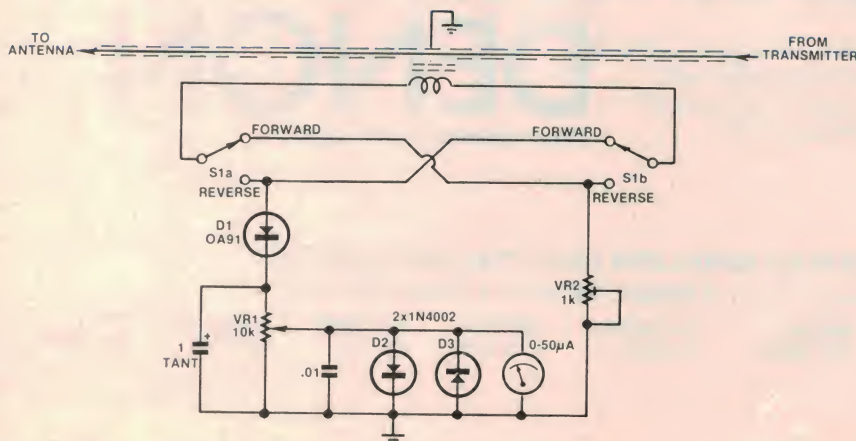 TO
ANTENNA
FROM
TRANSMITTER
FORWARD
FORWARD
S1a
REVERSE
S1b
REVERSE
D1
OA91
VR2
1k
1
TANT
+
VR1
10k
2x1N4002
.01
D2
D3
0-50µA